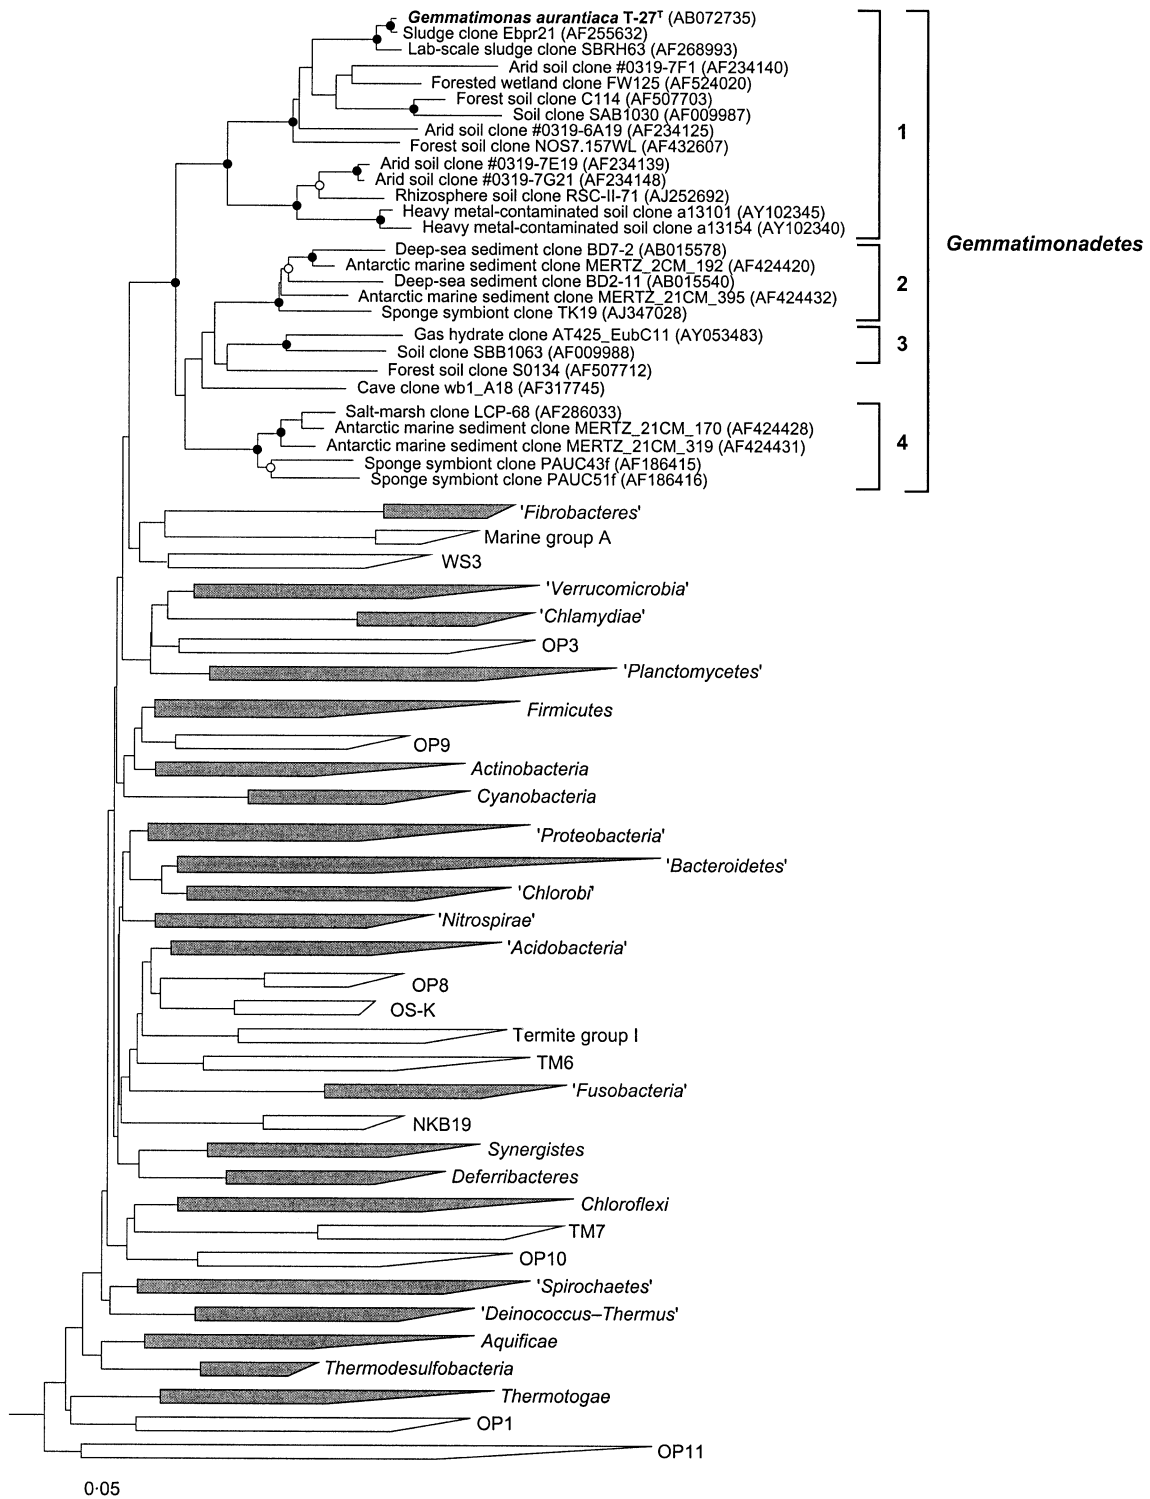 Gemmatimonas aurantiaca T-27ᵀ (AB072735)
Sludge clone Ebpr21 (AF255632)
Lab-scale sludge clone SBRH63 (AF268993)
Arid soil clone #0319-7F1 (AF234140)
Forested wetland clone FW125 (AF524020)
Forest soil clone C114 (AF507703)
Soil clone SAB1030 (AF009987)
Arid soil clone #0319-6A19 (AF234125)
1
Forest soil clone NOS7.157WL (AF432607)
Arid soil clone #0319-7E19 (AF234139)
Arid soil clone #0319-7G21 (AF234148)
Rhizosphere soil clone RSC-II-71 (AJ252692)
Heavy metal-contaminated soil clone a13101 (AY102345)
Heavy metal-contaminated soil clone a13154 (AY102340)
Gemmatimonadetes
Deep-sea sediment clone BD7-2 (AB015578)
Antarctic marine sediment clone MERTZ_2CM_192 (AF424420)
Deep-sea sediment clone BD2-11 (AB015540)
2
Antarctic marine sediment clone MERTZ_21CM_395 (AF424432)
Sponge symbiont clone TK19 (AJ347028)
Gas hydrate clone AT425_EubC11 (AY053483)
3
Soil clone SBB1063 (AF009988)
Forest soil clone S0134 (AF507712)
Cave clone wb1_A18 (AF317745)
Salt-marsh clone LCP-68 (AF286033)
Antarctic marine sediment clone MERTZ_21CM_170 (AF424428)
4
Antarctic marine sediment clone MERTZ_21CM_319 (AF424431)
Sponge symbiont clone PAUC43f (AF186415)
Sponge symbiont clone PAUC51f (AF186416)
'Fibrobacteres'
Marine group A
WS3
'Verrucomicrobia'
'Chlamydiae'
OP3
'Planctomycetes'
Firmicutes
OP9
Actinobacteria
Cyanobacteria
'Proteobacteria'
'Bacteroidetes'
'Chlorobi'
'Nitrospirae'
'Acidobacteria'
OP8
OS-K
Termite group I
TM6
'Fusobacteria'
NKB19
Synergistes
Deferribacteres
Chloroflexi
TM7
OP10
'Spirochaetes'
'Deinococcus–Thermus'
Aquificae
Thermodesulfobacteria
Thermotogae
OP1
OP11
0·05